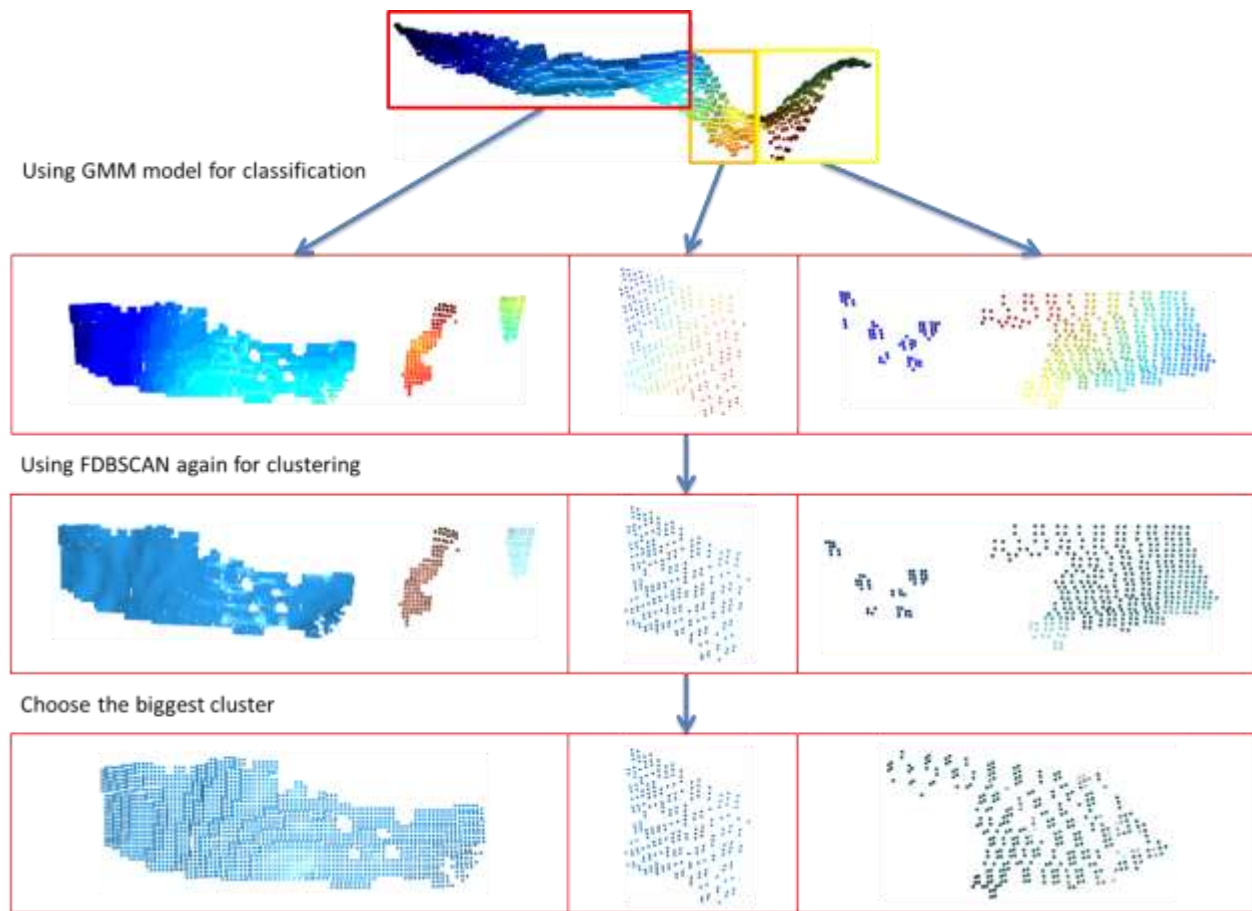 Using GMM model for classification
Using FDBSCAN again for clustering
Choose the biggest cluster